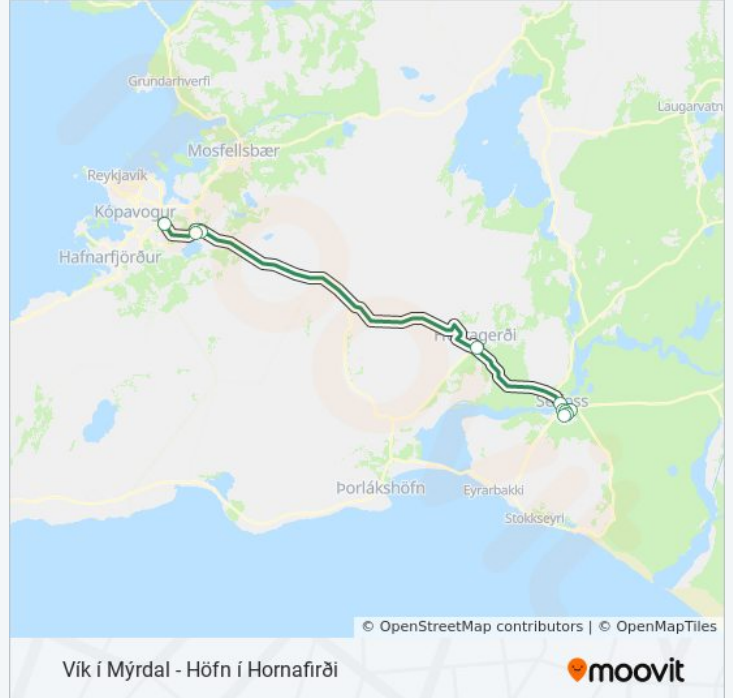 Grundarhverfi
Laugarvatn
Mosfellsbær
Reykjavík
Kópavogur
Hafnarfjörður
Þorlákshöfn
Eyrarbakki
Stokkseyri
© OpenStreetMap contributors | © OpenMapTiles
Vík í Mýrdal - Höfn í Hornafirði
moovit